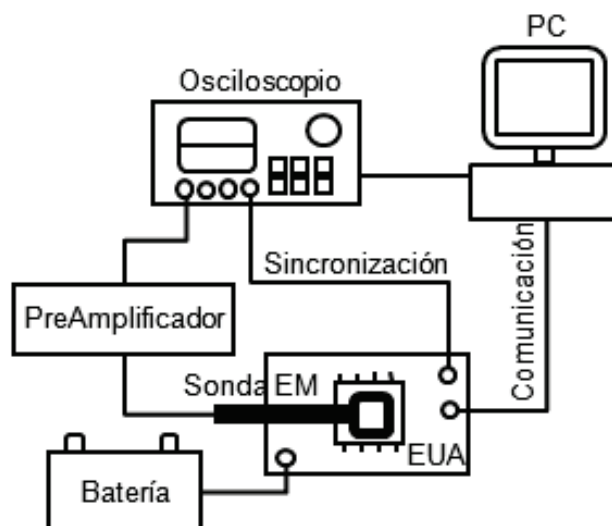 PC
Osciloscopio
Sincronización
Comunicación
PreAmplificador
Sonda EM
EUA
Batería